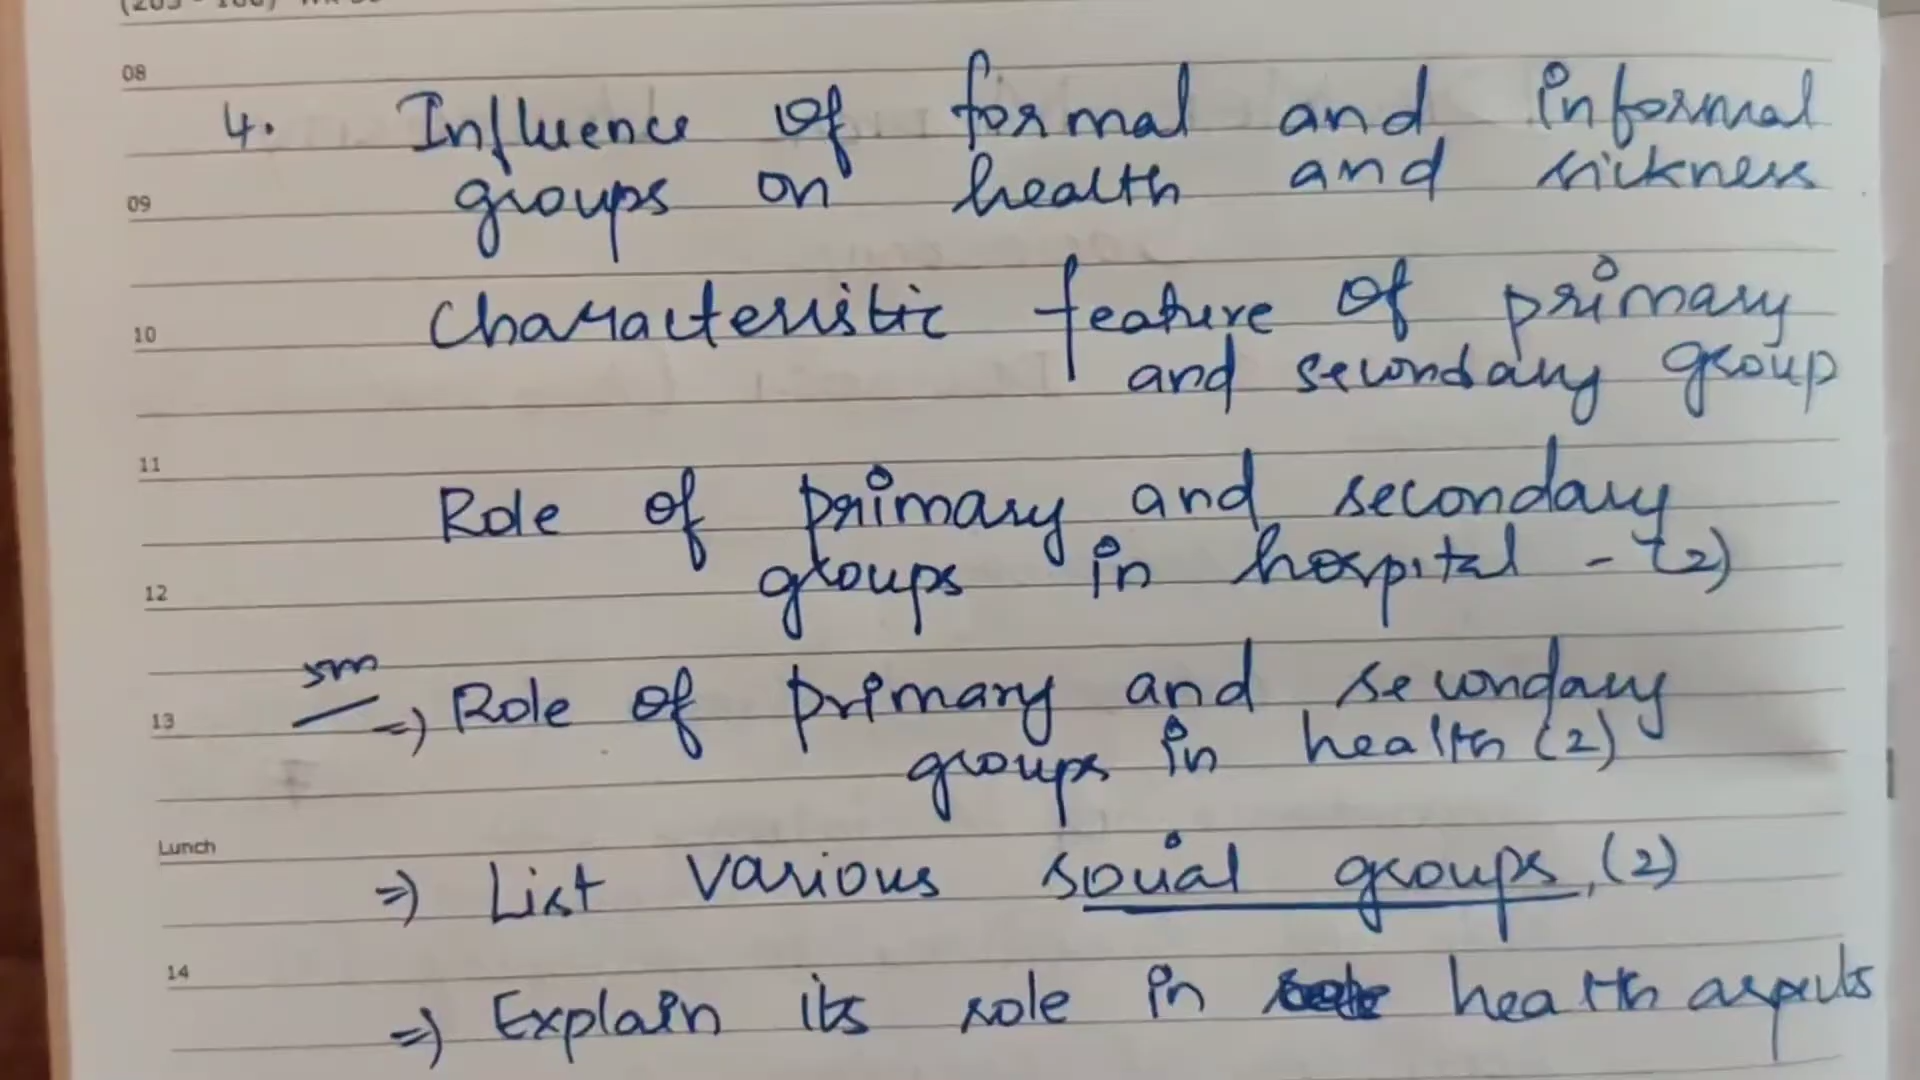 08
4. Influence of formal and informal
groups on health and sickness
09
characteristic feature of primary
10
and secondary group
11
Role of primary and secondary
groups in hospital - (2)
12
5m
=) Role of primary and secondary
13
groups in health (2)
Lunch
=) List various social groups, (2)
14
=) Explain its role in health aspects